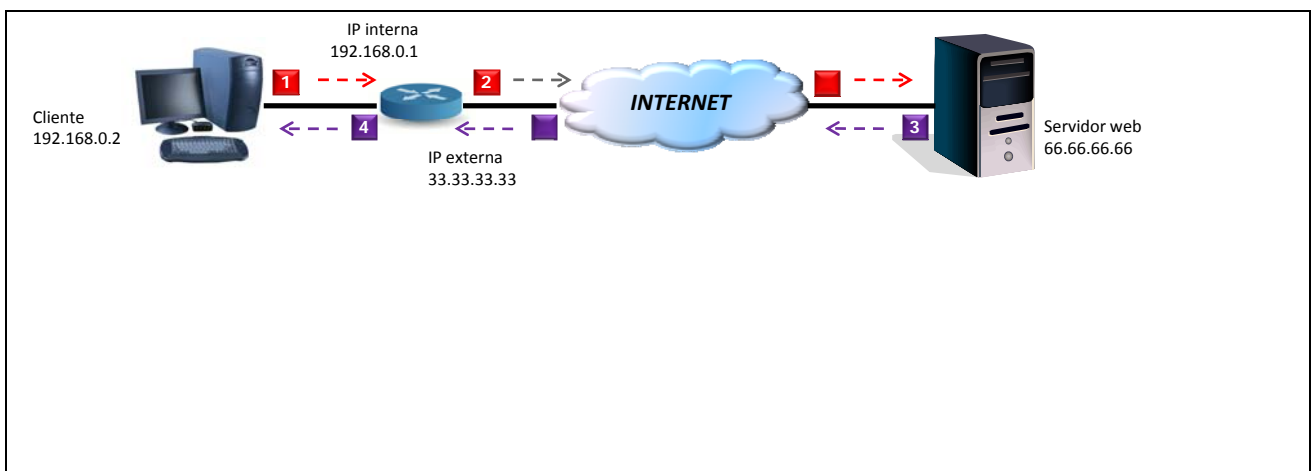 IP interna
192.168.0.1
1
2
INTERNET
Cliente
192.168.0.2
4
3
Servidor web
66.66.66.66
IP externa
33.33.33.33